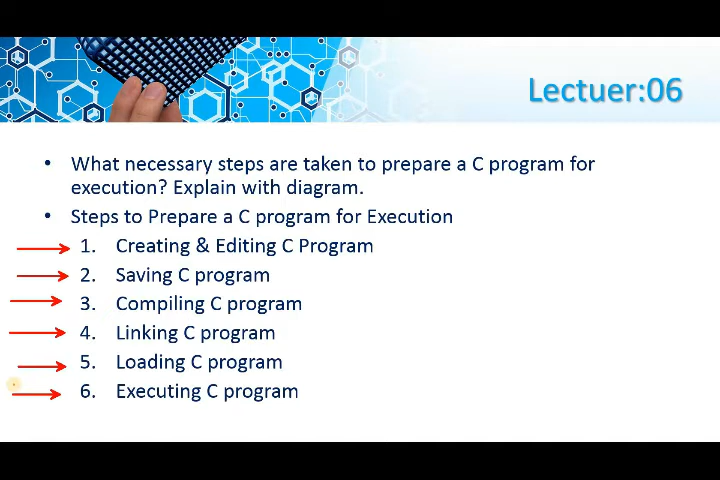 Lectuer:06
• What necessary steps are taken to prepare a C program for
execution? Explain with diagram.
• Steps to Prepare a C program for Execution
1. Creating & Editing C Program
2. Saving C program
3. Compiling C program
4. Linking C program
5. Loading C program
6. Executing C program